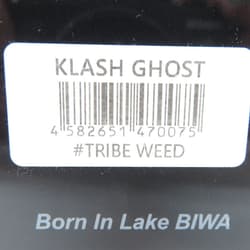 KLASH GHOST
4 582651 470075
#TRIBE WEED
Born In Lake BIWA